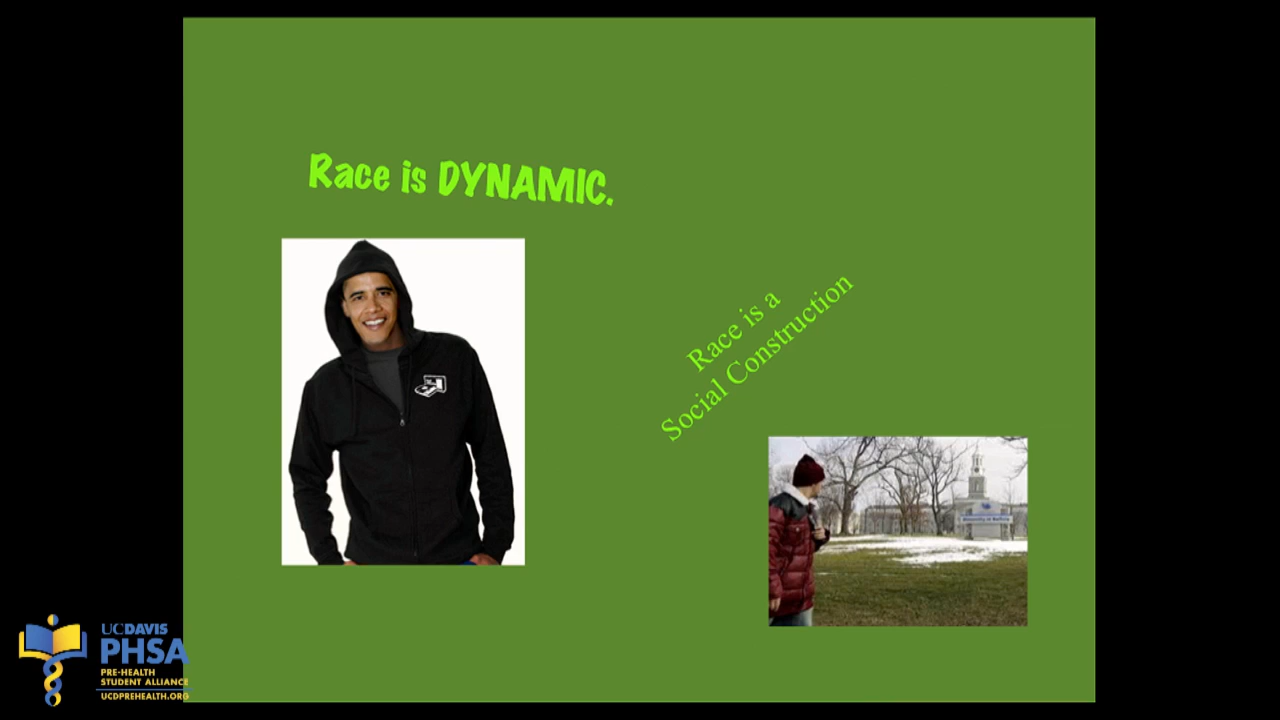 Race is DYNAMIC.
Race is a
Social Construction
UCDAVIS
PHSA
PRE-HEALTH
STUDENT ALLIANCE
UCDPREHEALTH.ORG